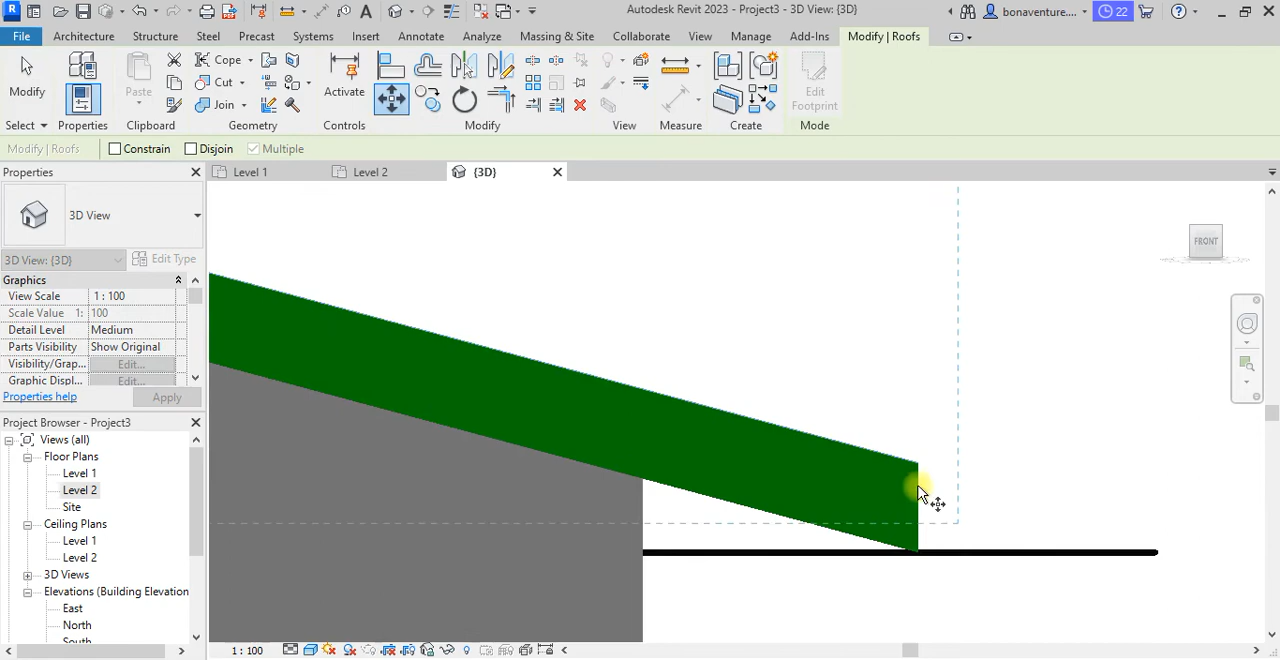 Autodesk Revit 2023 - Project3 - 3D View: {3D}
bonaventure....
22
File
Architecture
Structure
Steel
Precast
Systems
Insert
Annotate
Analyze
Massing & Site
Collaborate
View
Manage
Add-Ins
Modify | Roofs
Modify
Paste
Cope
Cut
Join
Activate
Edit
Footprint
Select
Properties
Clipboard
Geometry
Controls
Modify
View
Measure
Create
Mode
Modify | Roofs
Constrain
Disjoin
Multiple
Properties
Level 1
Level 2
{3D}
3D View
3D View: {3D}
Edit Type
Graphics
View Scale 1 : 100
Scale Value 1: 100
Detail Level Medium
Parts Visibility Show Original
Visibility/Grap... Edit...
Graphic Displ... Edit...
Properties help
Apply
FRONT
Project Browser - Project3
Views (all)
Floor Plans
Level 1
Level 2
Site
Ceiling Plans
Level 1
Level 2
3D Views
Elevations (Building Elevation
East
North
South
1 : 100